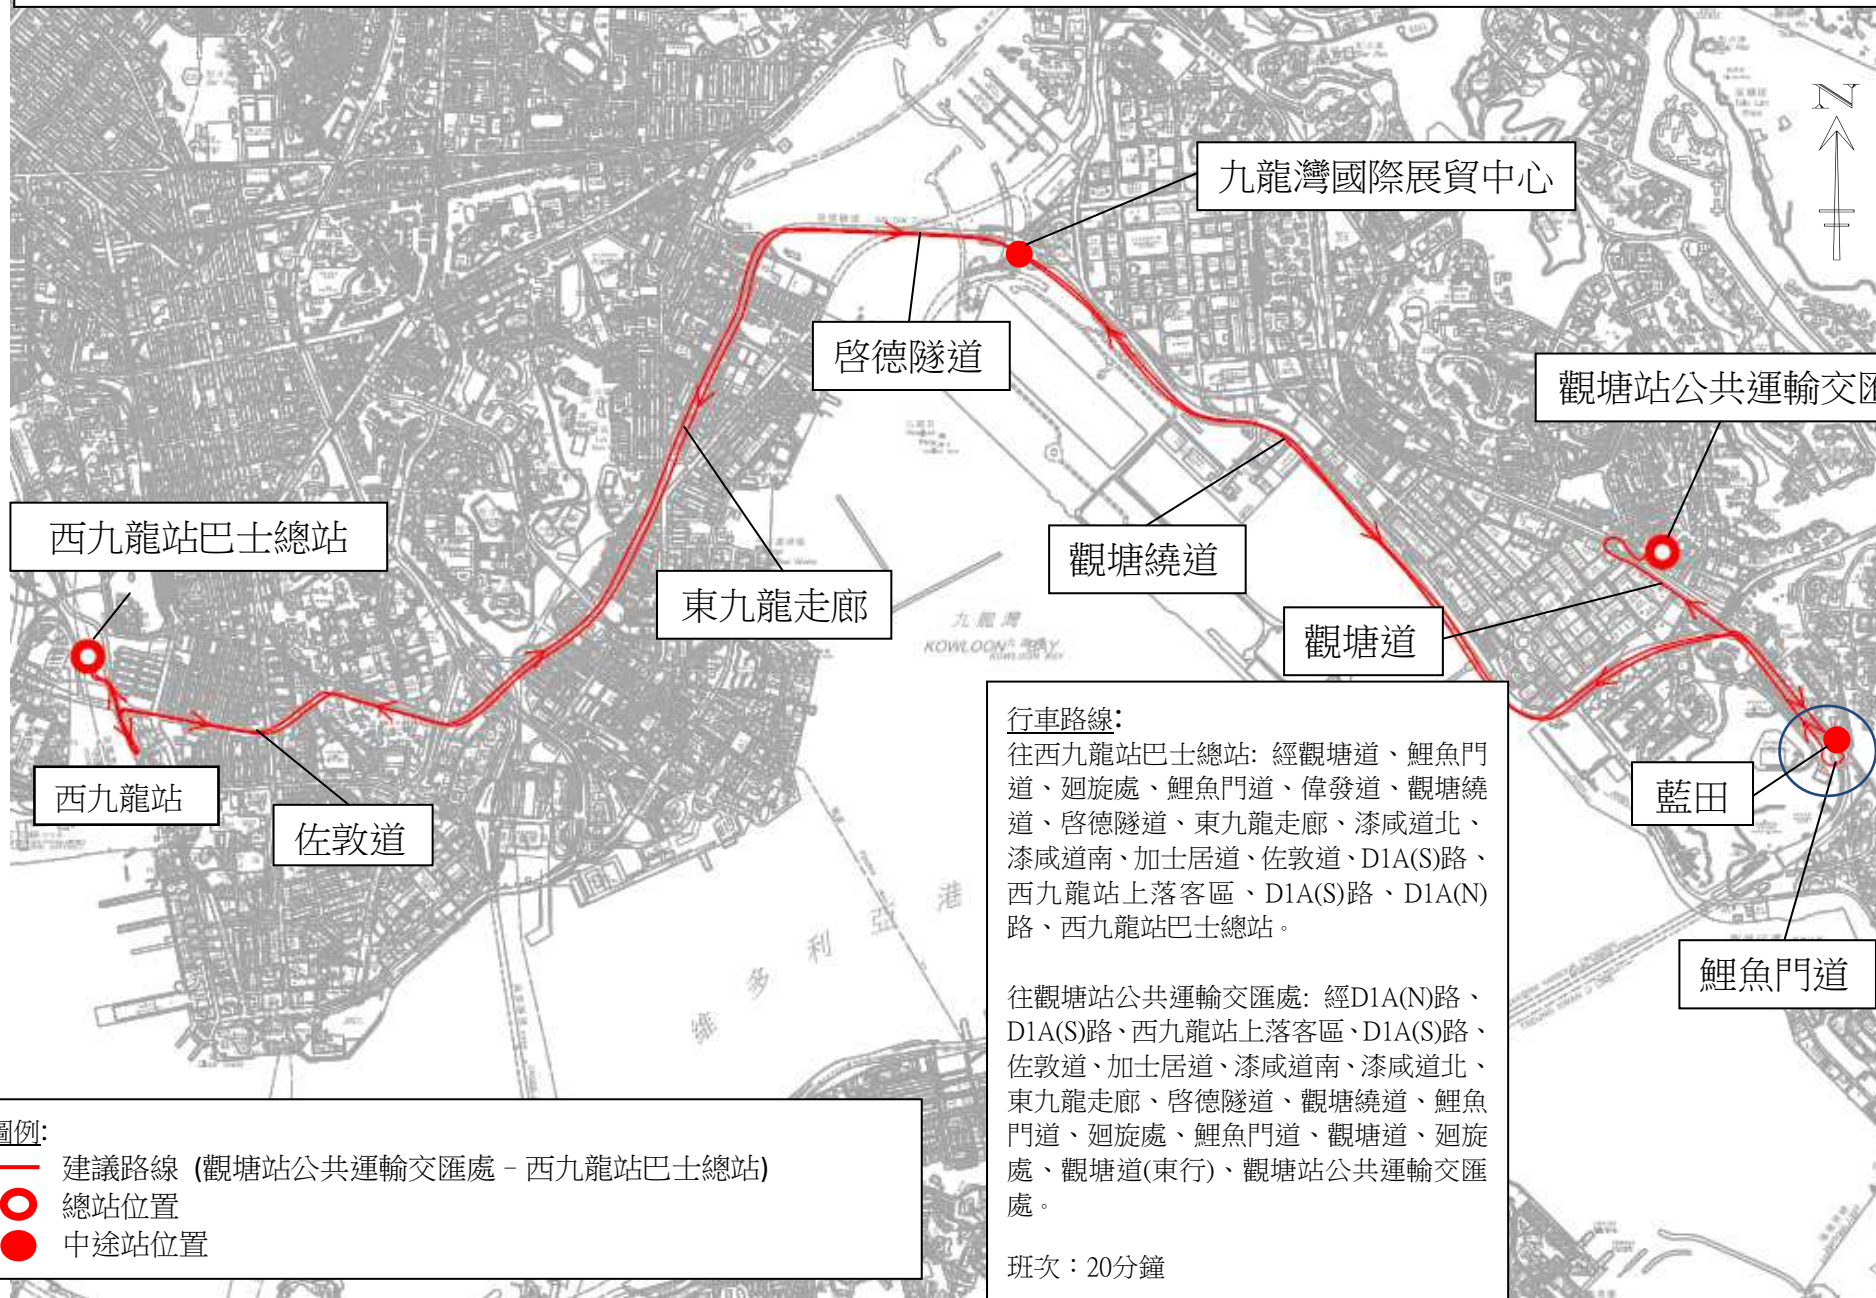 N
九龍灣國際展貿中心
啓德隧道
觀塘站公共運輸交匯
西九龍站巴士總站
東九龍走廊
觀塘繞道
觀塘道
九龍灣
KOWLOON BAY
西九龍站
佐敦道
藍田
鯉魚門道
維多利亞港
行車路線:
往西九龍站巴士總站: 經觀塘道、鯉魚門
道、廻旋處、鯉魚門道、偉發道、觀塘繞
道、啓德隧道、東九龍走廊、漆咸道北、
漆咸道南、加士居道、佐敦道、D1A(S)路、
西九龍站上落客區、D1A(S)路、D1A(N)
路、西九龍站巴士總站。
往觀塘站公共運輸交匯處: 經D1A(N)路、
D1A(S)路、西九龍站上落客區、D1A(S)路、
佐敦道、加士居道、漆咸道南、漆咸道北、
東九龍走廊、啓德隧道、觀塘繞道、鯉魚
門道、廻旋處、鯉魚門道、觀塘道、廻旋
處、觀塘道(東行)、觀塘站公共運輸交匯
處。
班次：20分鐘
圖例:
建議路線 (觀塘站公共運輸交匯處 – 西九龍站巴士總站)
總站位置
中途站位置